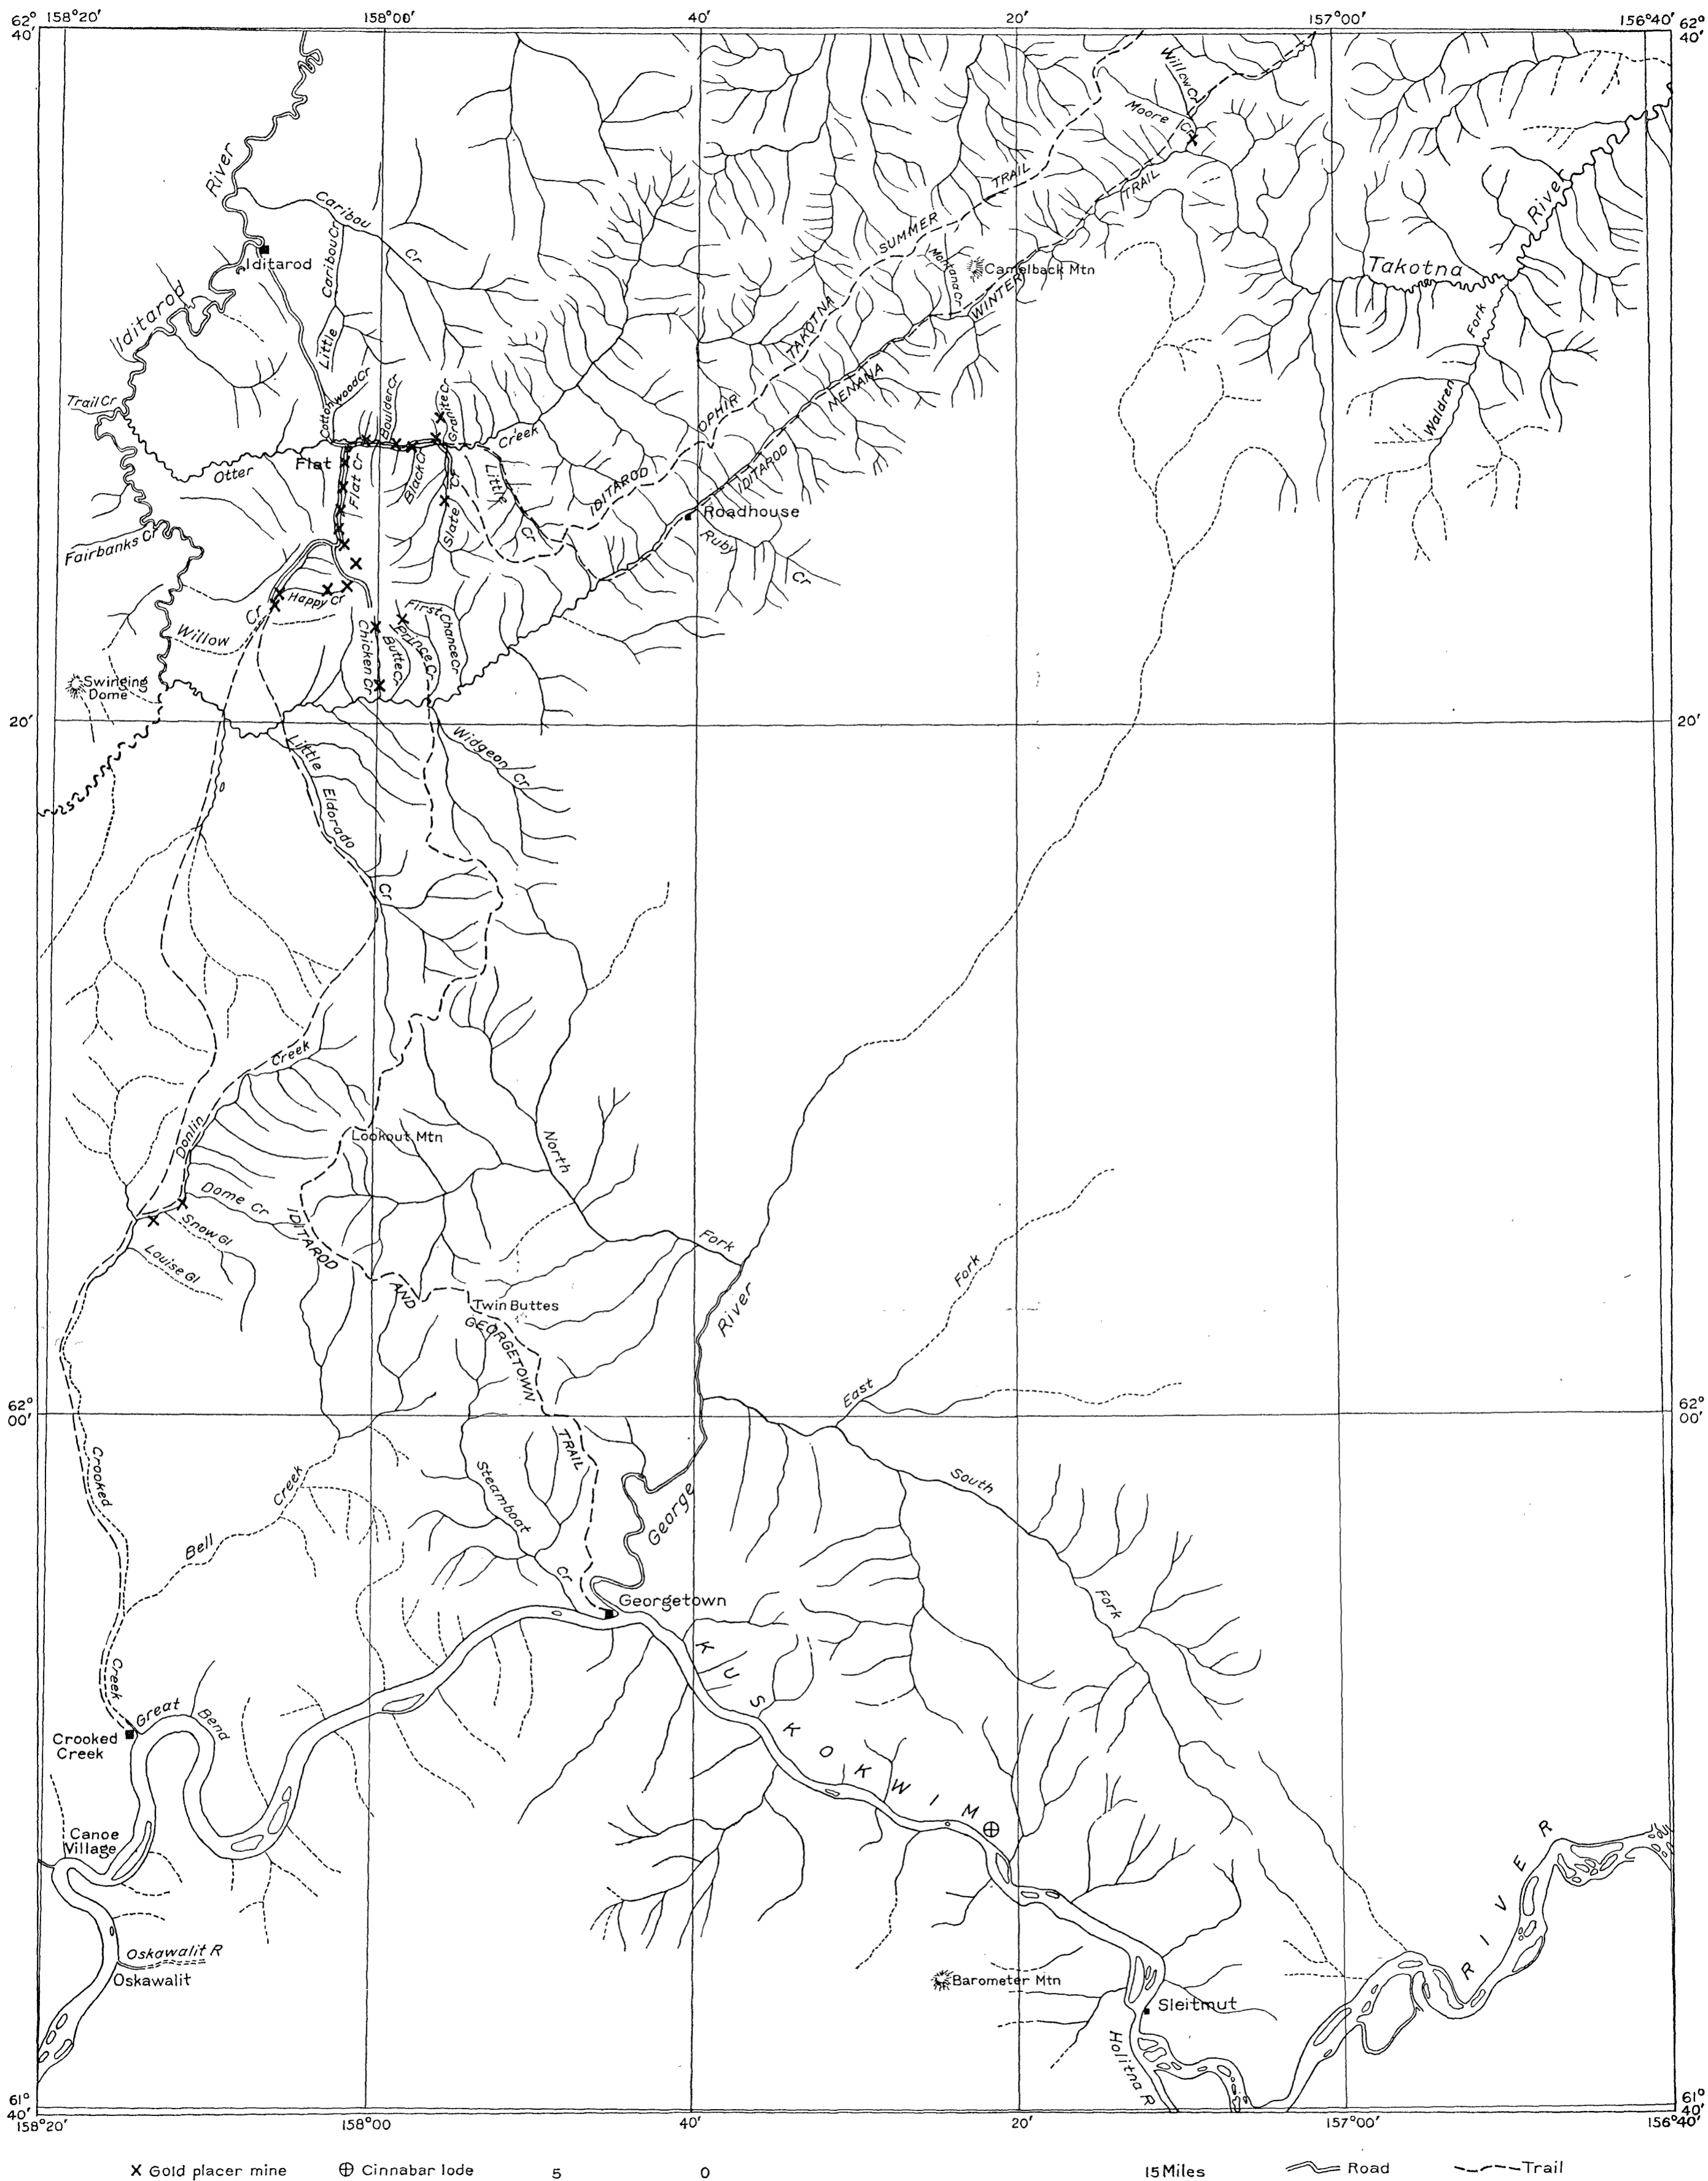 62° 158°20′ 158°00′ 40′ 20′ 157°00′ 156°40′ 62°
40′ 40′
Willow Cr
Moore Cr
River
TRAIL
TRAIL
River
Caribou Cr
SUMMER
Little Caribou Cr
Iditarod
Montana Cr
Camelback Mtn
Takotna
WINTER
Iditarod
TAKOTNA
Fork
MENANA
Cottonwood Cr
Boulder Cr
Granite Cr
Trail Cr
OPHIR
Waldren
Creek
Flat
Otter
Flat Cr
Black Cr
Slate Cr
Little Cr
IDITAROD
IDITAROD
Roadhouse
Ruby Cr
Fairbanks Cr
Happy Cr
Willow Cr
First Chance Cr
Prince Cr
Butte Cr
Chicken Cr
Swinging
Dome
20′ 20′
Little Eldorado Cr
Widgeon Cr
Creek
Donlin
Lookout Mtn
North
Dome Cr
Snow Gl
Louise Gl
IDITAROD
AND
GEORGETOWN
TRAIL
Twin Buttes
Fork
River
Fork
East
62° 62°
00′ 00′
Crooked
Creek
Bell
Creek
Steamboat
Cr
George
South
Fork
Georgetown
KUSKOKWIM
Great Bend
Crooked
Creek
Canoe
Village
RIVER
Oskawalit R
Oskawalit
Barometer Mtn
Sleitmut
Holitna R
61° 61°
40′ 40′
158°20′ 158°00′ 40′ 20′ 157°00′ 156°40′
X Gold placer mine ⊕ Cinnabar lode 5 0 15 Miles Road Trail